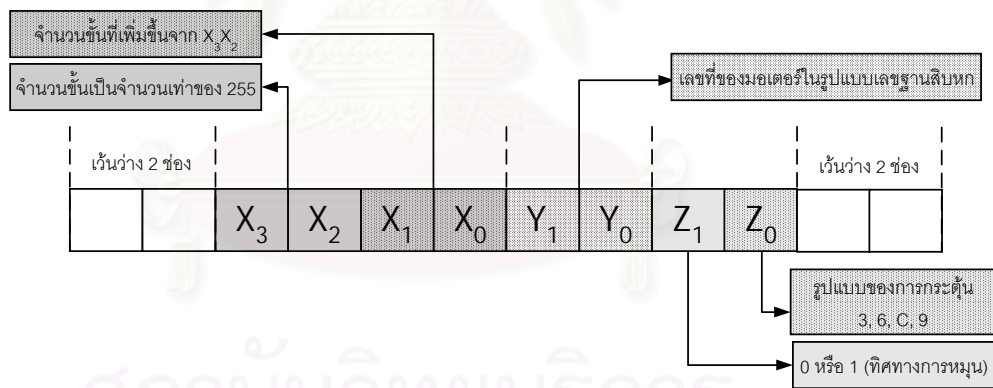 จำนวนขั้นที่เพิ่มขึ้นจาก X₃X₂
จำนวนขั้นเป็นจำนวนเท่าของ 255
เลขที่ของมอเตอร์ในรูปแบบเลขฐานสิบหก
เว้นว่าง 2 ช่อง
เว้นว่าง 2 ช่อง
X₃ X₂ X₁ X₀ Y₁ Y₀ Z₁ Z₀
รูปแบบของการกระตุ้น
3, 6, C, 9
0 หรือ 1 (ทิศทางการหมุน)